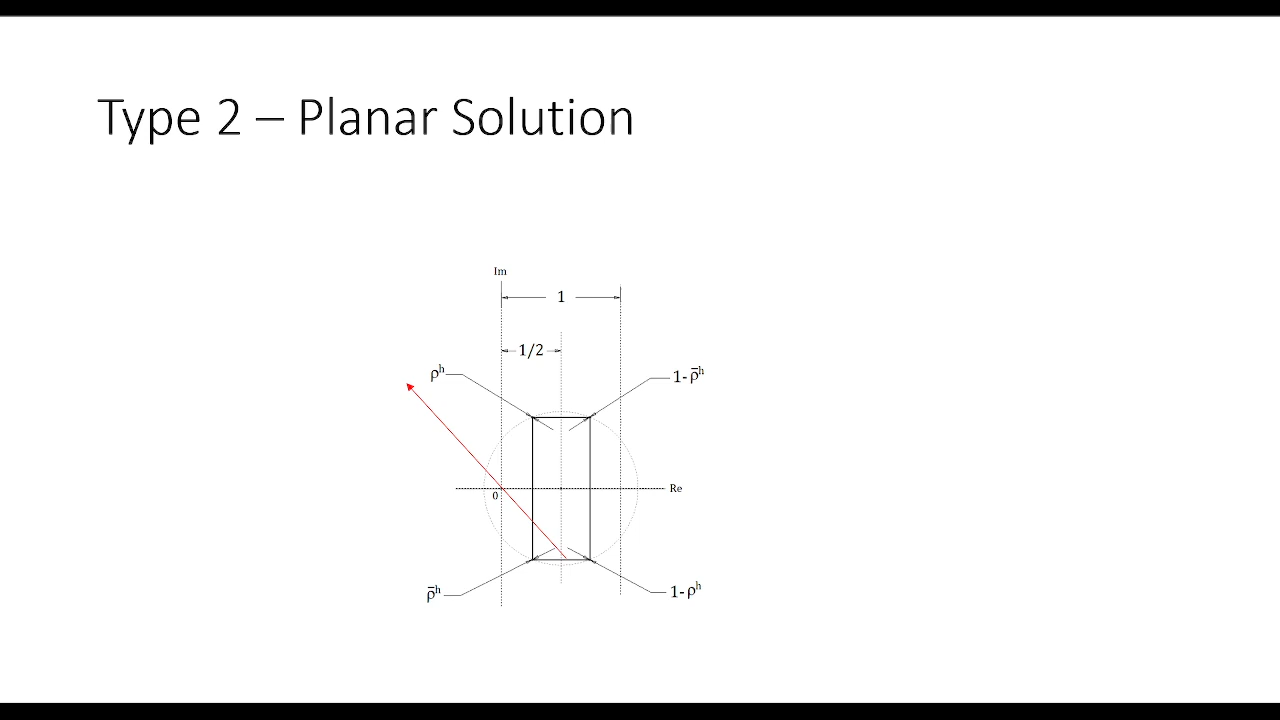 Type 2 – Planar Solution
Im
1
1/2
ρʰ
1-ρ̄ʰ
0
Re
ρ̄ʰ
1-ρʰ